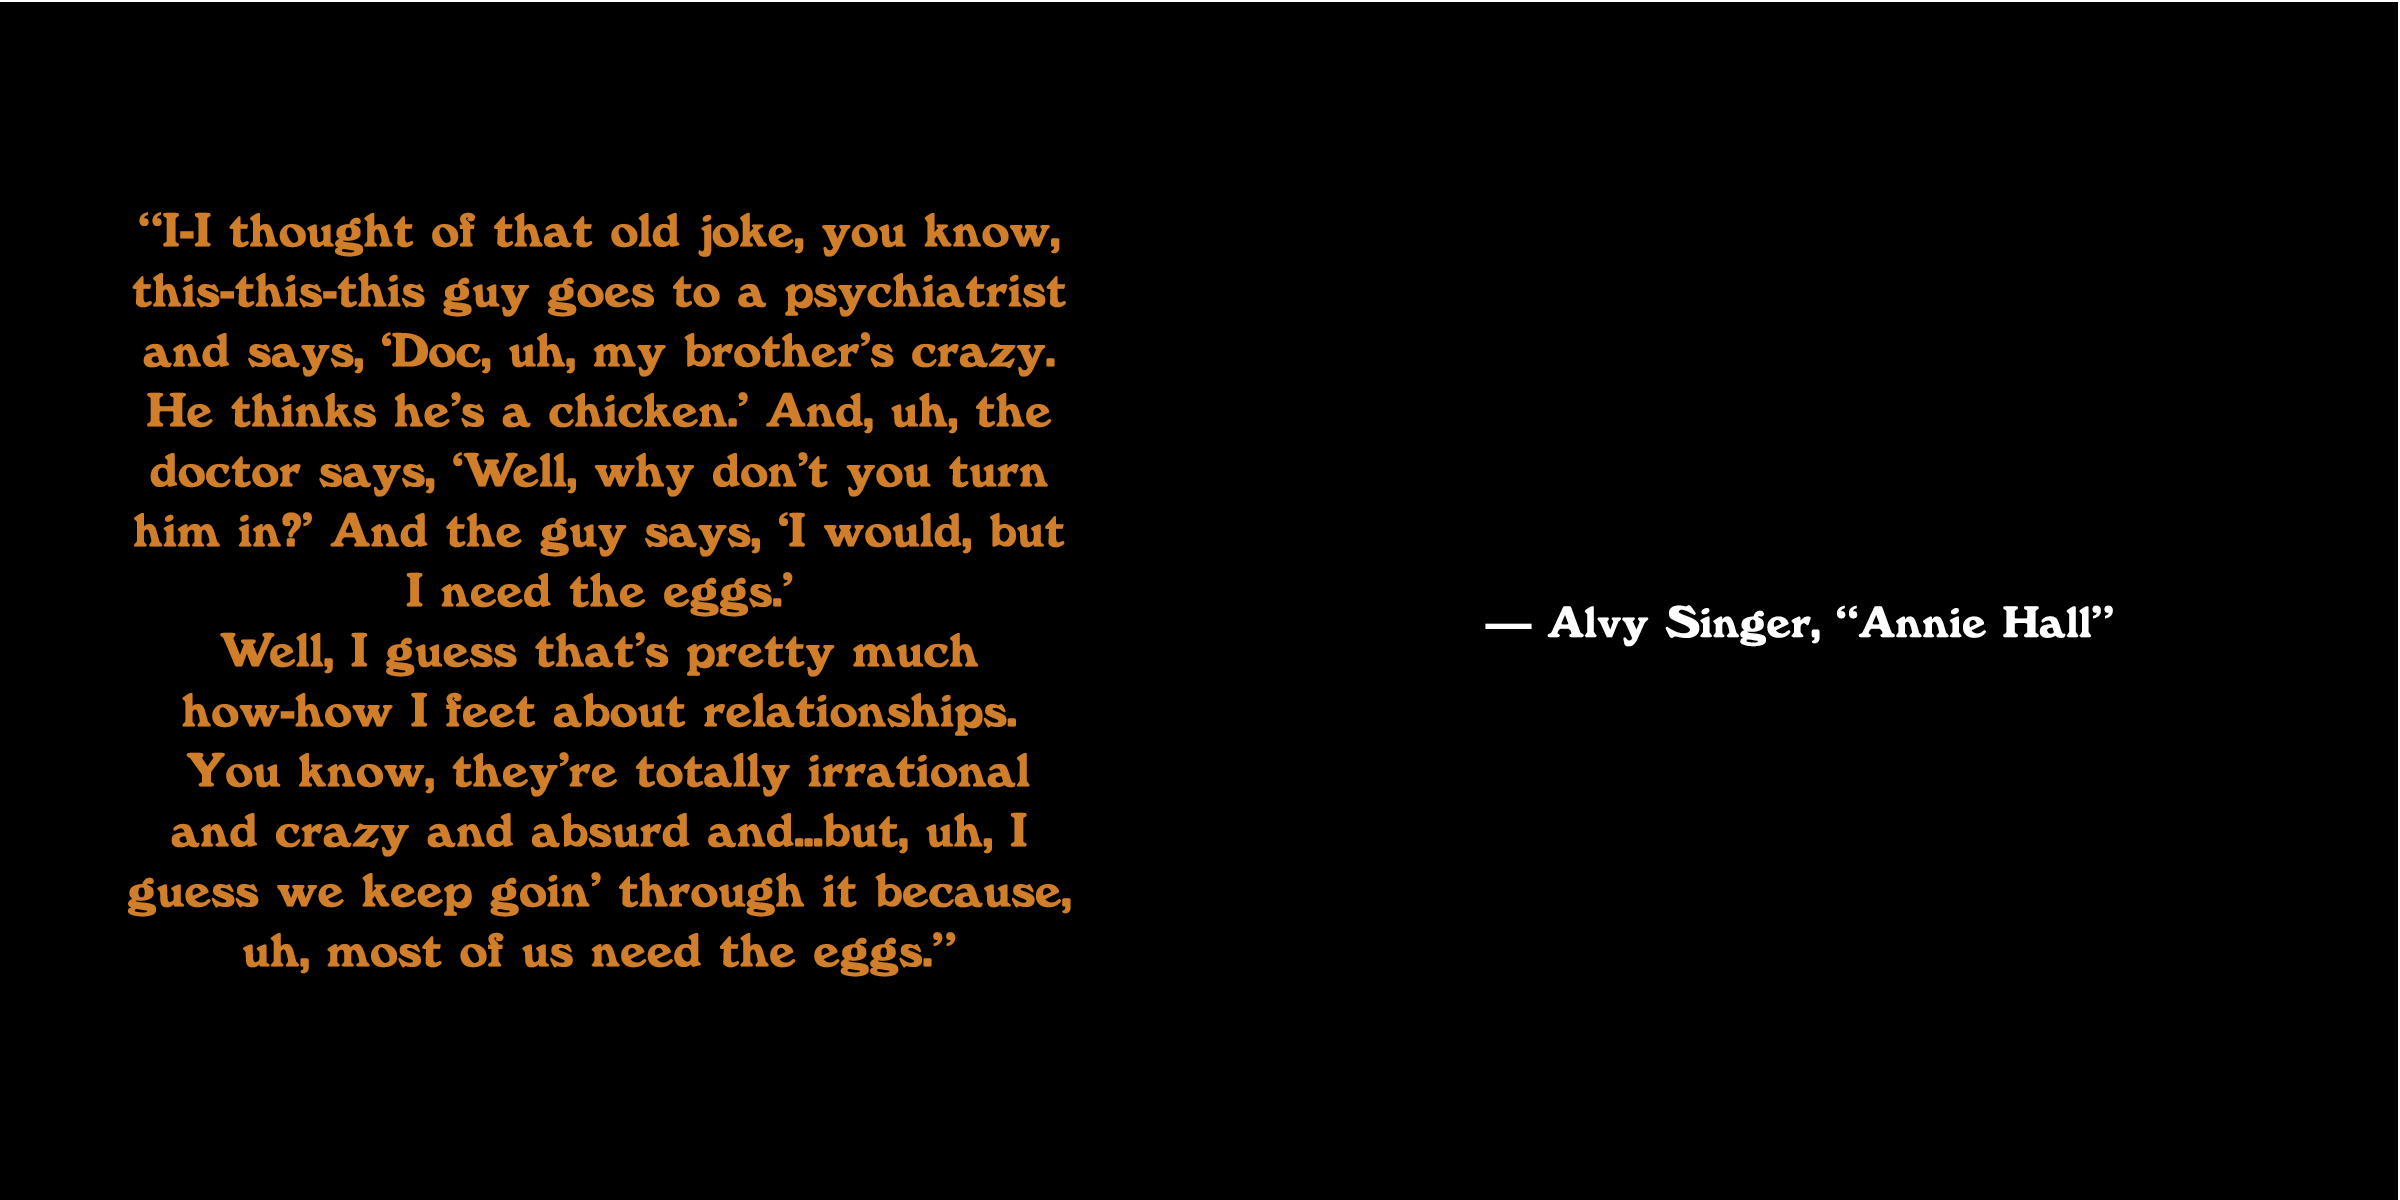 “I-I thought of that old joke, you know,
this-this-this guy goes to a psychiatrist
and says, ‘Doc, uh, my brother’s crazy.
He thinks he’s a chicken.’ And, uh, the
doctor says, ‘Well, why don’t you turn
him in?’ And the guy says, ‘I would, but
I need the eggs.’
Well, I guess that’s pretty much
how-how I feet about relationships.
You know, they’re totally irrational
and crazy and absurd and...but, uh, I
guess we keep goin’ through it because,
uh, most of us need the eggs.”
— Alvy Singer, “Annie Hall”